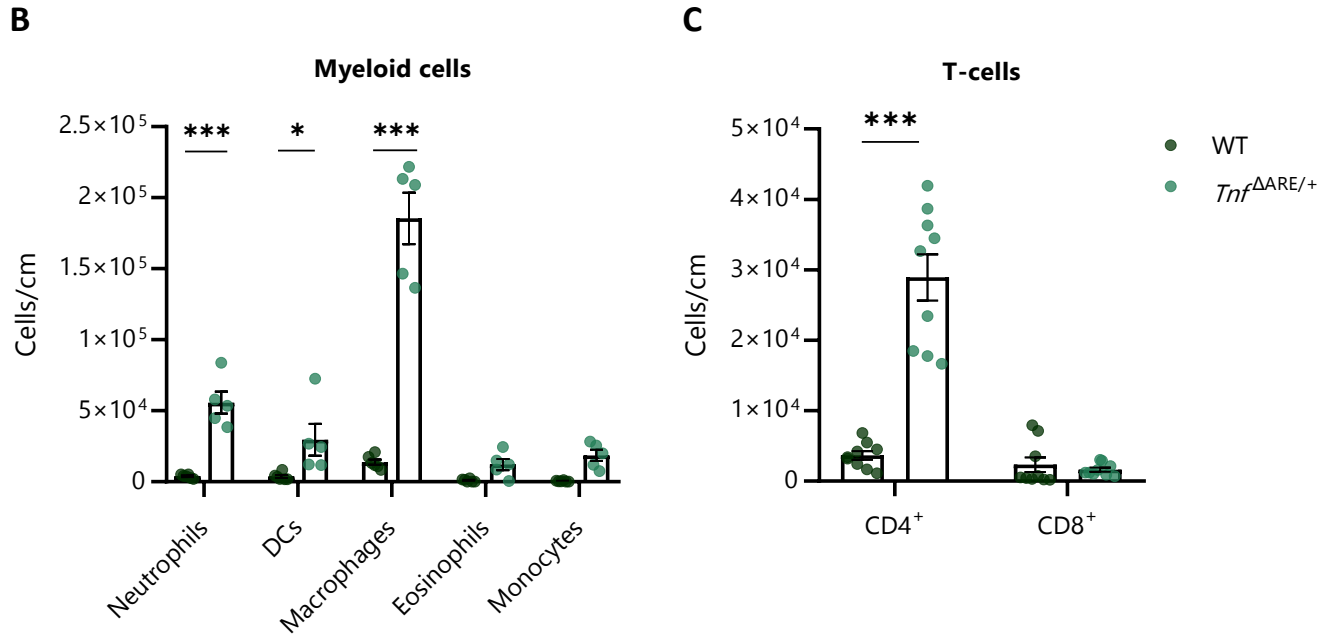 B
Myeloid cells
Cells/cm
2.5×10⁵
2×10⁵
1.5×10⁵
1×10⁵
5×10⁴
0
***
*
***
Neutrophils
DCs
Macrophages
Eosinophils
Monocytes
C
T-cells
Cells/cm
5×10⁴
4×10⁴
3×10⁴
2×10⁴
1×10⁴
0
***
CD4⁺
CD8⁺
WT
Tnf ΔARE/+